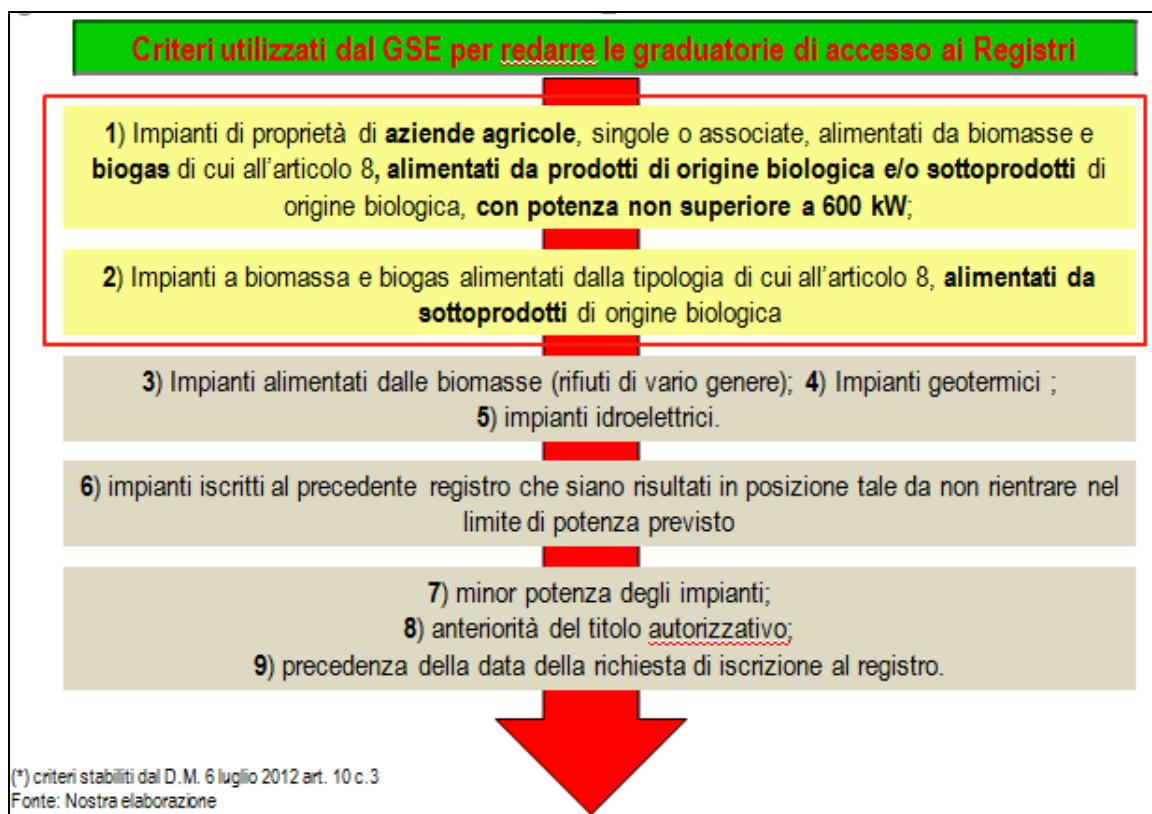 Criteri utilizzati dal GSE per redarre le graduatorie di accesso ai Registri
1) Impianti di proprietà di aziende agricole, singole o associate, alimentati da biomasse e
biogas di cui all'articolo 8, alimentati da prodotti di origine biologica e/o sottoprodotti di
origine biologica, con potenza non superiore a 600 kW;
2) Impianti a biomassa e biogas alimentati dalla tipologia di cui all'articolo 8, alimentati da
sottoprodotti di origine biologica
3) Impianti alimentati dalle biomasse (rifiuti di vario genere); 4) Impianti geotermici ;
5) impianti idroelettrici.
6) impianti iscritti al precedente registro che siano risultati in posizione tale da non rientrare nel
limite di potenza previsto
7) minor potenza degli impianti;
8) anteriorità del titolo autorizzativo;
9) precedenza della data della richiesta di iscrizione al registro.
(*) criteri stabiliti dal D.M. 6 luglio 2012 art. 10 c.3
Fonte: Nostra elaborazione